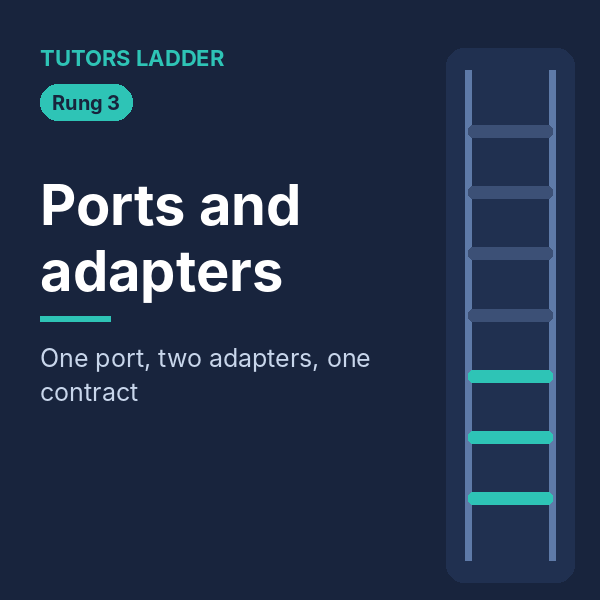 TUTORS LADDER
Rung 3
Ports and
adapters
One port, two adapters, one
contract